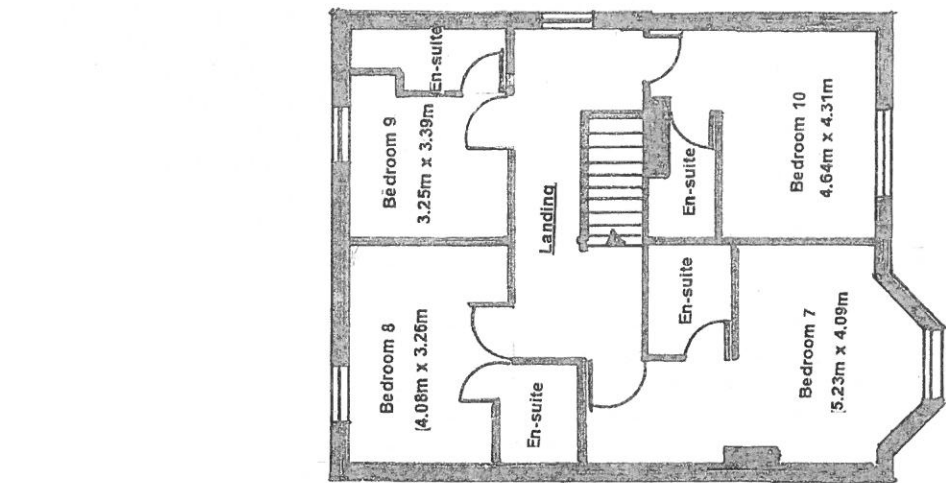 En-suite
Bedroom 9
3.25m x 3.39m
Bedroom 10
4.64m x 4.31m
En-suite
Landing
Bedroom 8
4.08m x 3.26m
En-suite
En-suite
Bedroom 7
5.23m x 4.09m